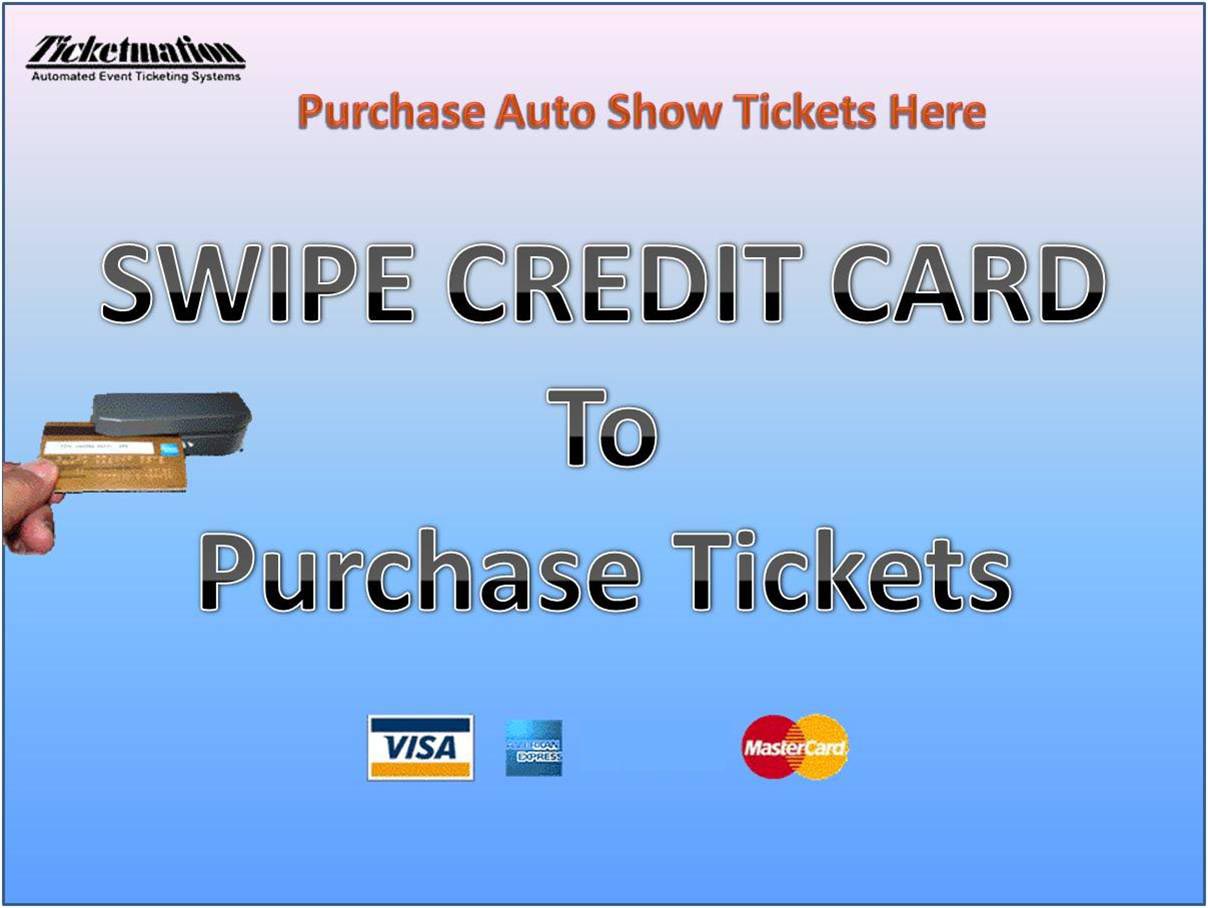 Ticketmation
Automated Event Ticketing Systems
Purchase Auto Show Tickets Here
SWIPE CREDIT CARD
To
Purchase Tickets
VISA
AMERICAN
EXPRESS
MasterCard